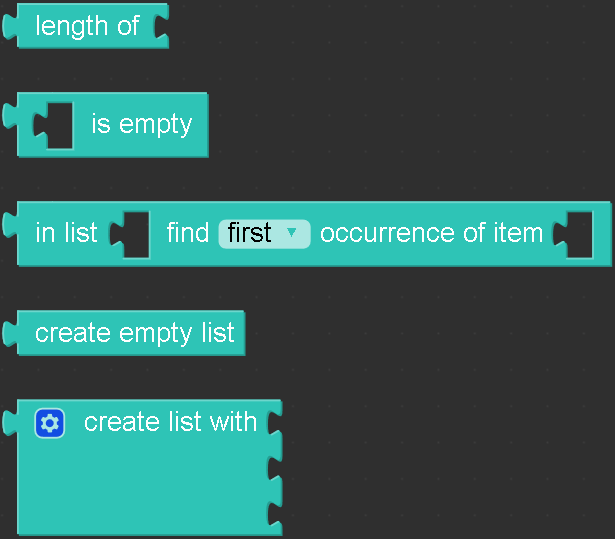 length of
is empty
in list find first occurrence of item
create empty list
create list with